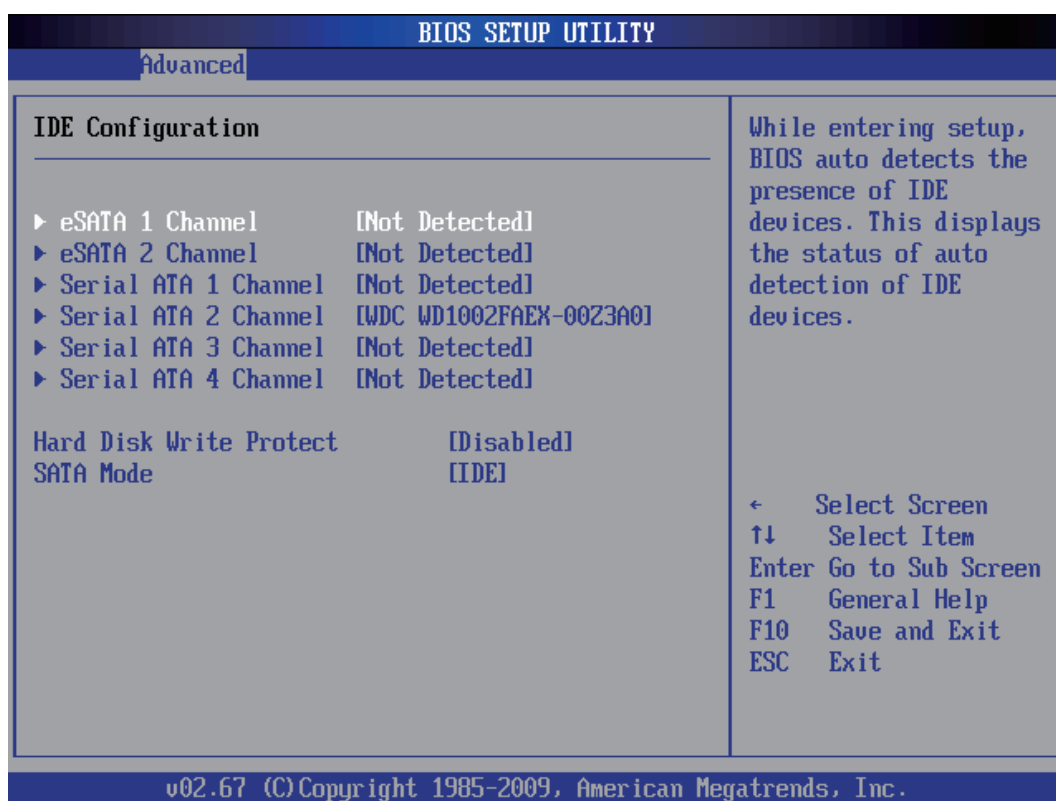 BIOS SETUP UTILITY
Advanced
IDE Configuration
▶ eSATA 1 Channel [Not Detected]
▶ eSATA 2 Channel [Not Detected]
▶ Serial ATA 1 Channel [Not Detected]
▶ Serial ATA 2 Channel [WDC WD1002FAEX-00Z3A0]
▶ Serial ATA 3 Channel [Not Detected]
▶ Serial ATA 4 Channel [Not Detected]
Hard Disk Write Protect [Disabled]
SATA Mode [IDE]
While entering setup,
BIOS auto detects the
presence of IDE
devices. This displays
the status of auto
detection of IDE
devices.
← Select Screen
↑↓ Select Item
Enter Go to Sub Screen
F1 General Help
F10 Save and Exit
ESC Exit
v02.67 (C)Copyright 1985-2009, American Megatrends, Inc.